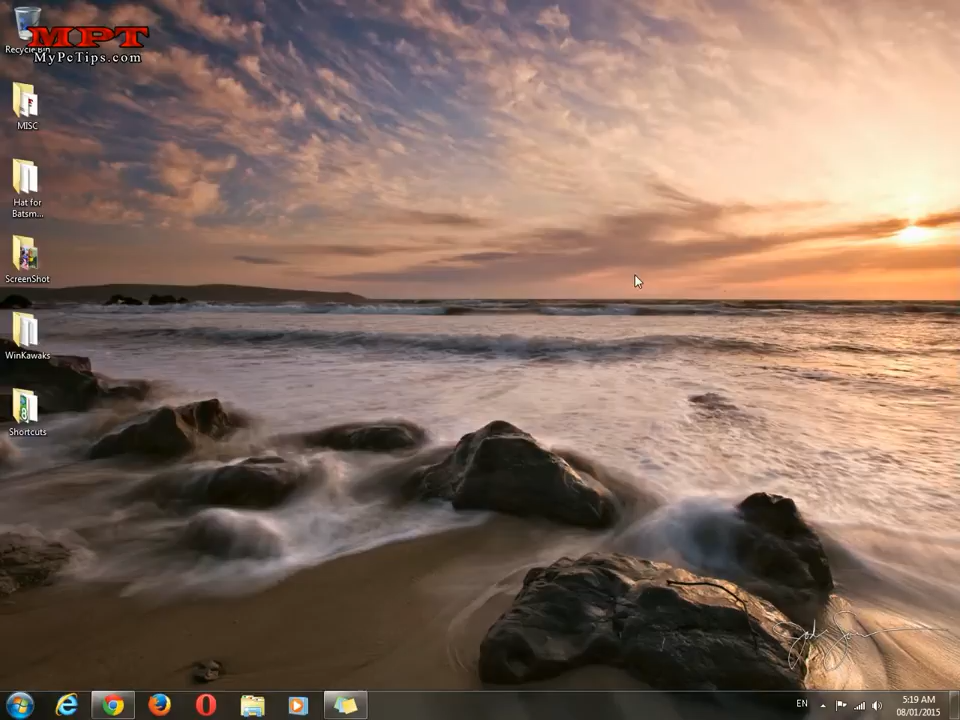 MPT
Recycle Bin
MyPcTips.com
MISC
Hat for
Batsm...
ScreenShot
WinKawaks
Shortcuts
EN
5:19 AM
08/01/2015